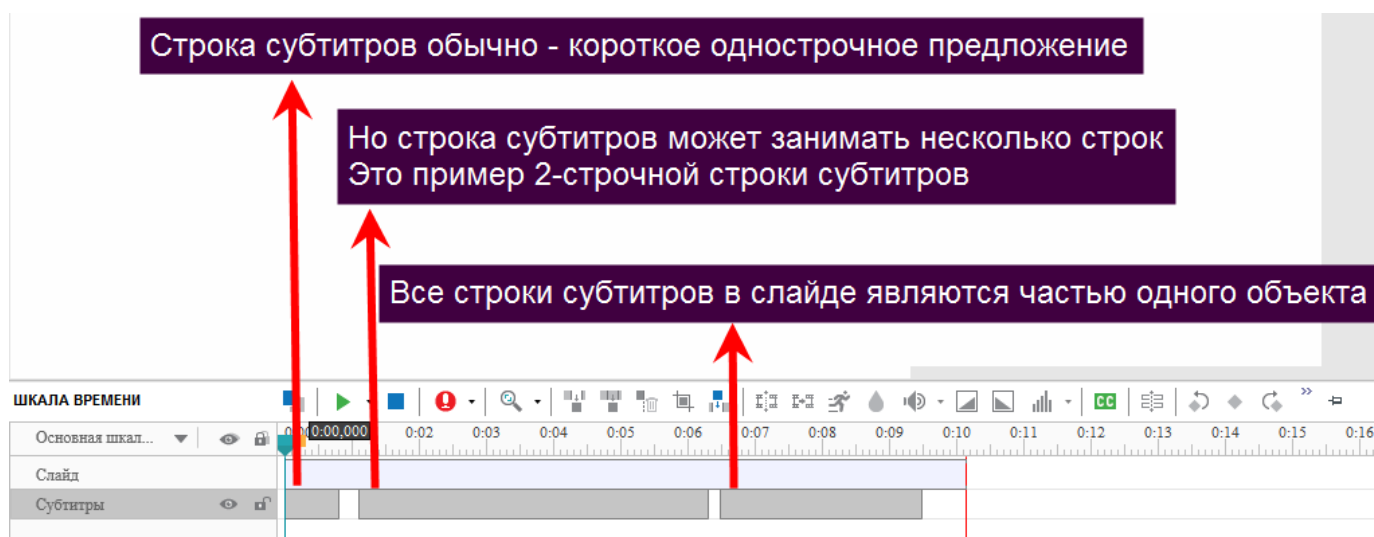 Строка субтитров обычно - короткое однострочное предложение
Но строка субтитров может занимать несколько строк
Это пример 2-строчной строки субтитров
Все строки субтитров в слайде являются частью одного объекта
ШКАЛА ВРЕМЕНИ
CC
Основная шкал...
0:00,000 0:02 0:03 0:04 0:05 0:06 0:07 0:08 0:09 0:10 0:11 0:12 0:13 0:14 0:15 0:16
Слайд
Субтитры